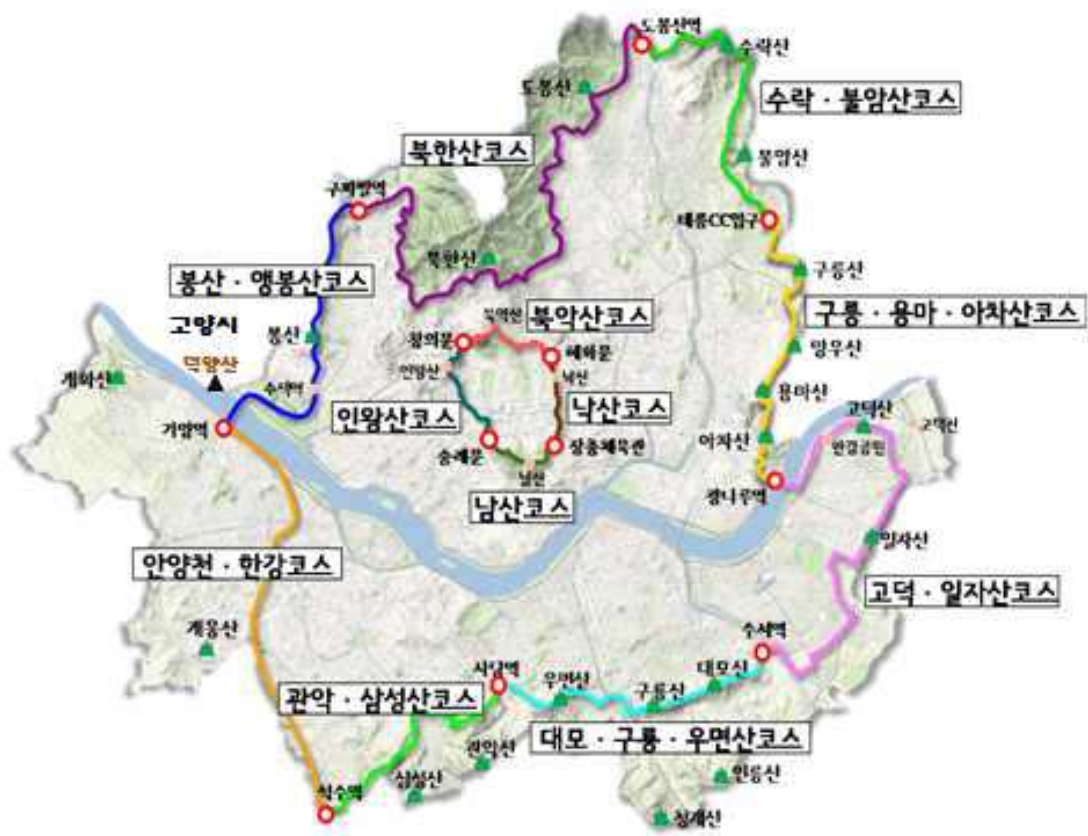 도봉산역
수락산
도봉산
수락 · 불암산코스
북한산코스
불암산
구파발역
태릉CC입구
북한산
구릉산
봉산 · 앵봉산코스
고양시
북악산코스
구릉 · 용마 · 아차산코스
북악산
창의문
혜화문
봉산
망우산
덕양산
인왕산
낙산
개화산
수색역
용마산
인왕산코스
낙산코스
고덕산
가양역
아차산
한강공원
숭례문
장충체육관
남산
광나루역
남산코스
일자산
안양천 · 한강코스
고덕 · 일자산코스
개웅산
수서역
사당역
대모산
우면산
구룡산
관악 · 삼성산코스
대모 · 구룡 · 우면산코스
관악산
삼성산
인릉산
석수역
청계산